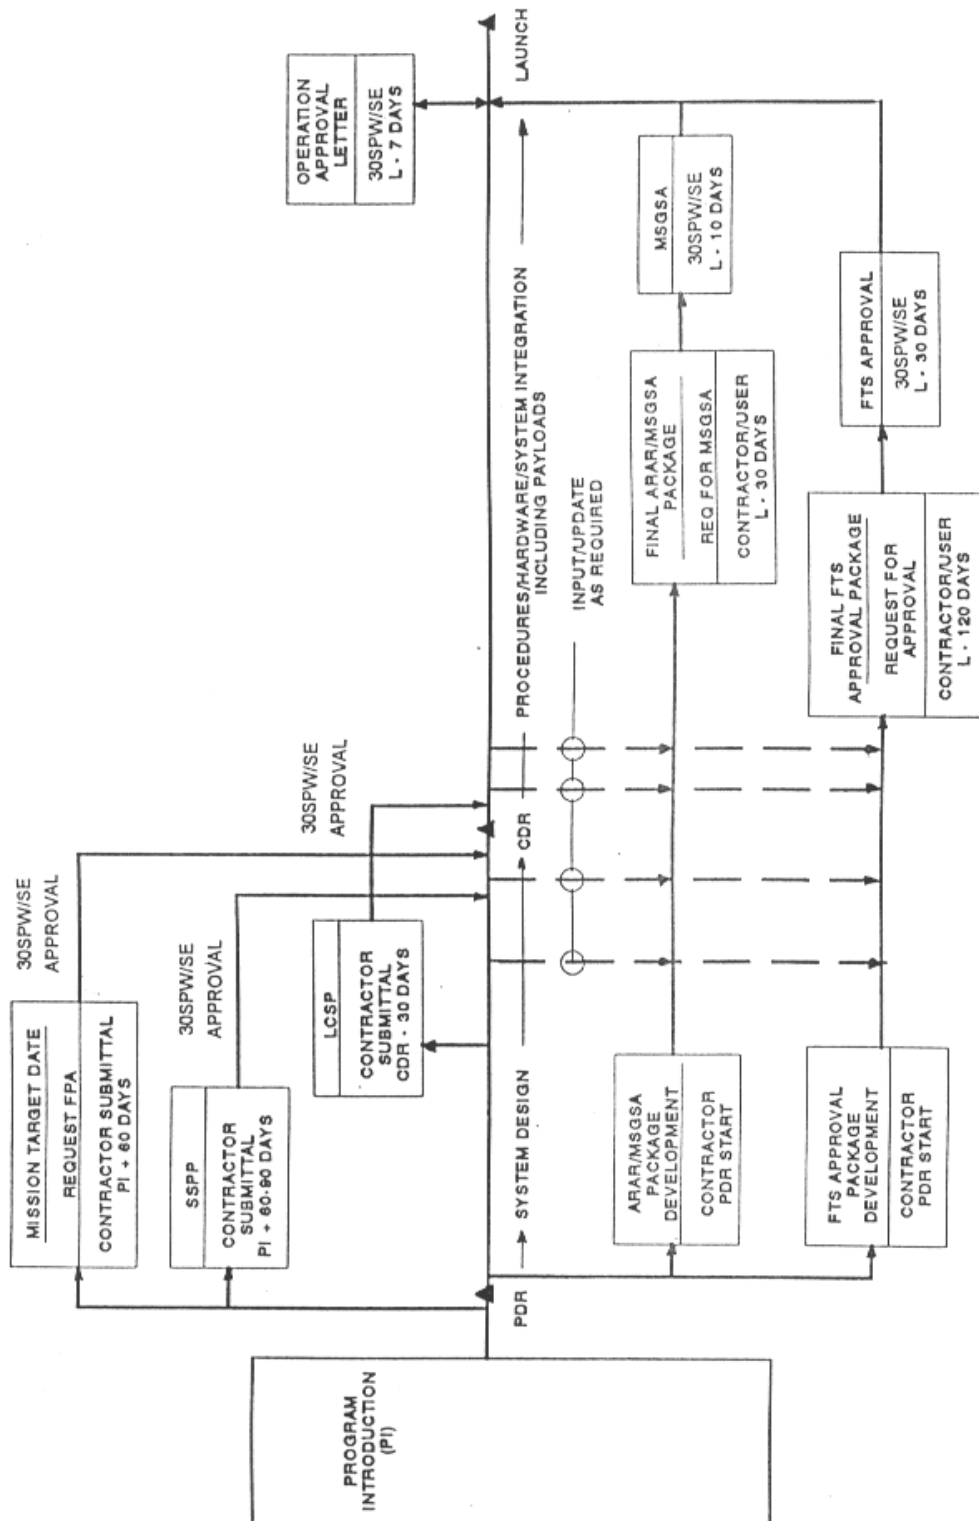 PROGRAM
INTRODUCTION
(PI)
MISSION TARGET DATE
REQUEST FPA
CONTRACTOR SUBMITTAL
PI + 60 DAYS
30SPW/SE
APPROVAL
SSPP
CONTRACTOR
SUBMITTAL
PI + 60-90 DAYS
30SPW/SE
APPROVAL
LCSP
CONTRACTOR
SUBMITTAL
CDR - 30 DAYS
30SPW/SE
APPROVAL
OPERATION
APPROVAL
LETTER
30SPW/SE
L - 7 DAYS
PDR
SYSTEM DESIGN
CDR
PROCEDURES/HARDWARE/SYSTEM INTEGRATION
INCLUDING PAYLOADS
LAUNCH
INPUT/UPDATE
AS REQUIRED
ARAR/MSGSA
PACKAGE
DEVELOPMENT
CONTRACTOR
PDR START
FINAL ARAR/MSGSA
PACKAGE
REQ FOR MSGSA
CONTRACTOR/USER
L - 30 DAYS
MSGSA
30SPW/SE
L - 10 DAYS
FTS APPROVAL
PACKAGE
DEVELOPMENT
CONTRACTOR
PDR START
FINAL FTS
APPROVAL PACKAGE
REQUEST FOR
APPROVAL
CONTRACTOR/USER
L - 120 DAYS
FTS APPROVAL
30SPW/SE
L - 30 DAYS